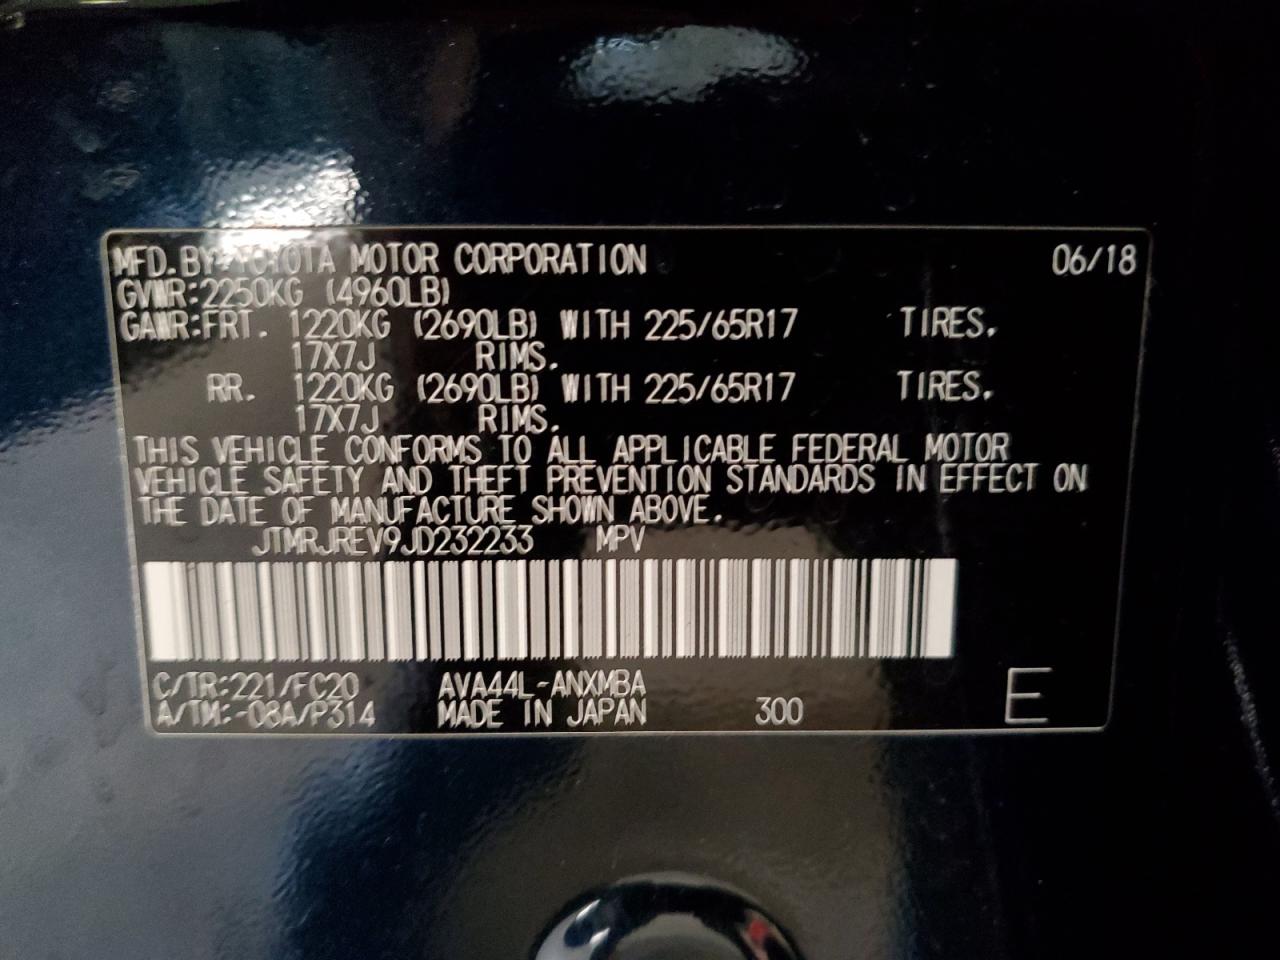 MFD. BY: TOYOTA MOTOR CORPORATION 06/18
GVWR: 2250KG (4960LB)
GAWR: FRT. 1220KG (2690LB) WITH 225/65R17 TIRES.
17X7J RIMS.
RR. 1220KG (2690LB) WITH 225/65R17 TIRES.
17X7J RIMS.
THIS VEHICLE CONFORMS TO ALL APPLICABLE FEDERAL MOTOR
VEHICLE SAFETY AND THEFT PREVENTION STANDARDS IN EFFECT ON
THE DATE OF MANUFACTURE SHOWN ABOVE.
JTMRJREV9JD232233 MPV
C/TR: 221/FC20 AVA44L-ANXMBA
A/TM: -08A/P314 MADE IN JAPAN 300 E